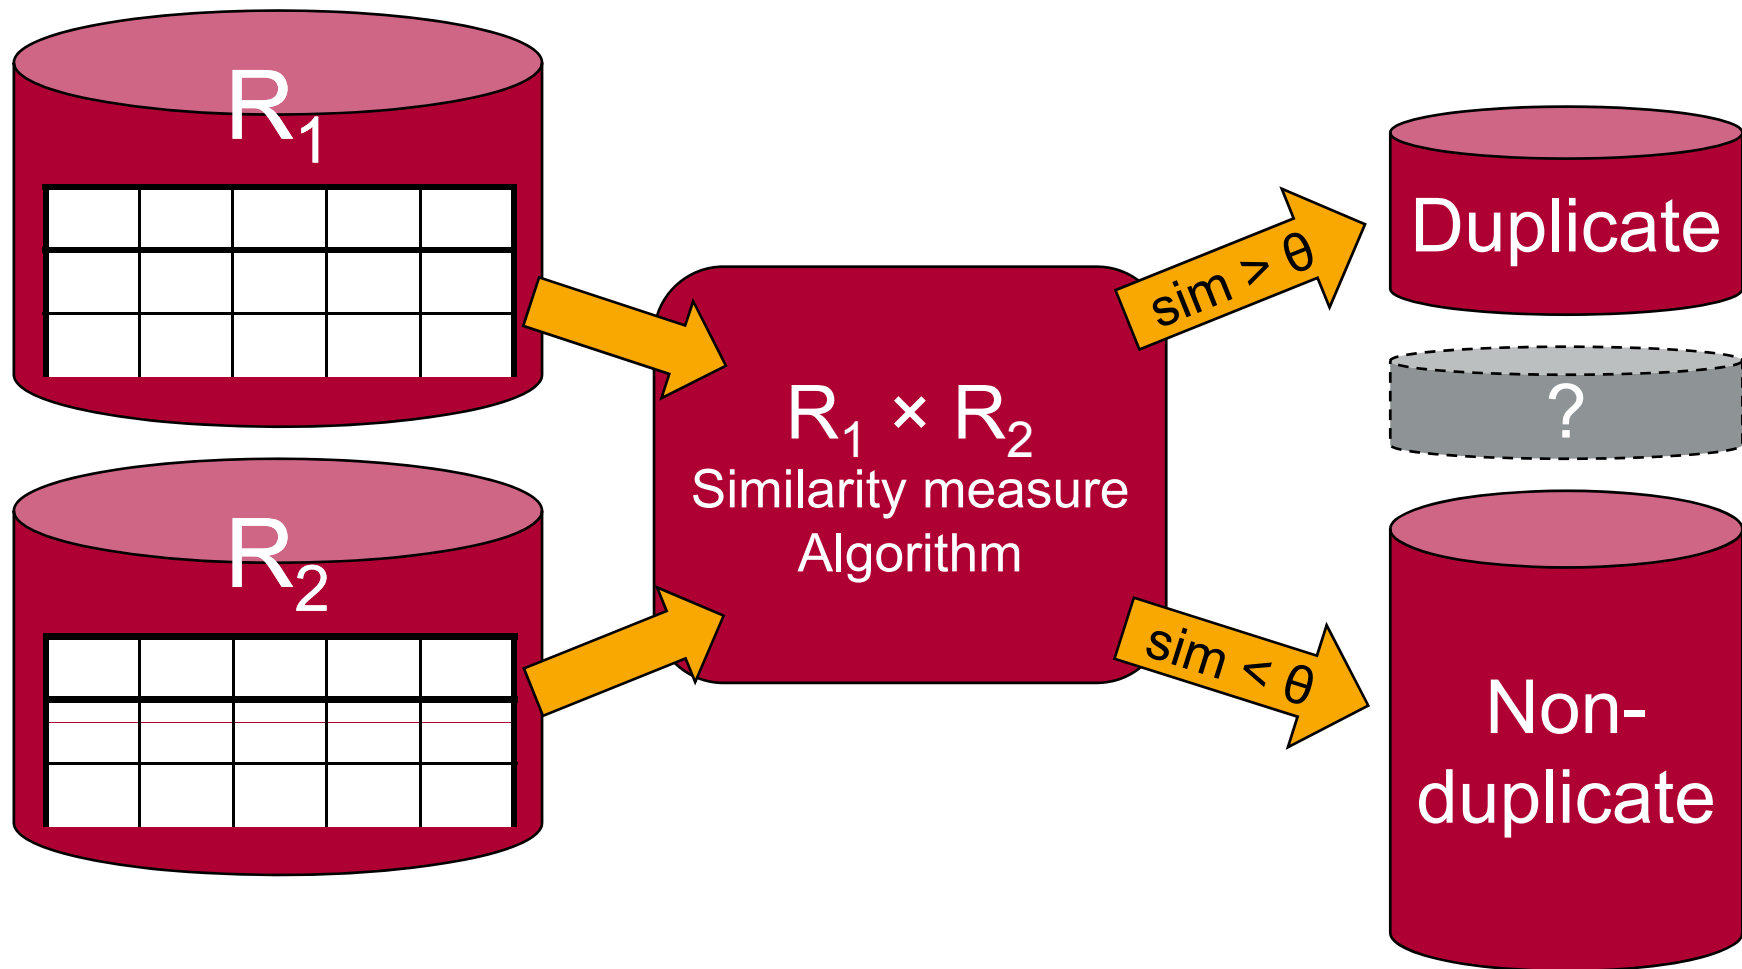 R₁
R₂
R₁ × R₂
Similarity measure
Algorithm
sim > θ
sim < θ
Duplicate
?
Non-
duplicate